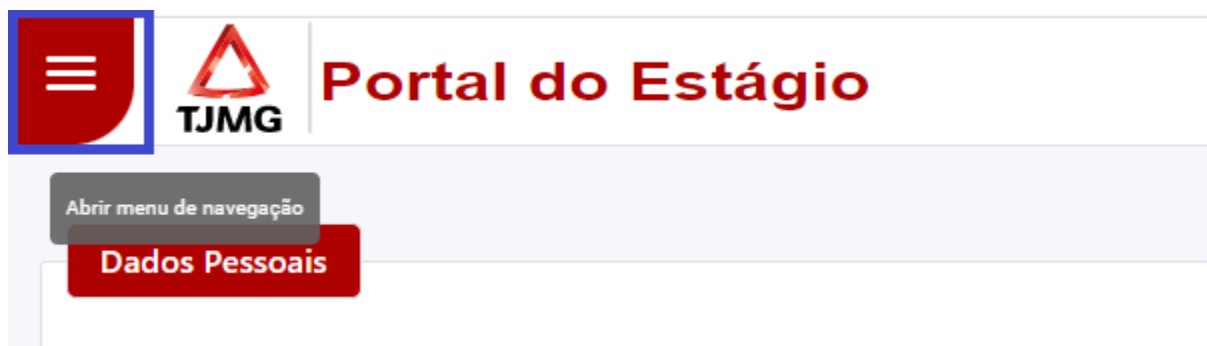 TJMG
Portal do Estágio
Abrir menu de navegação
Dados Pessoais